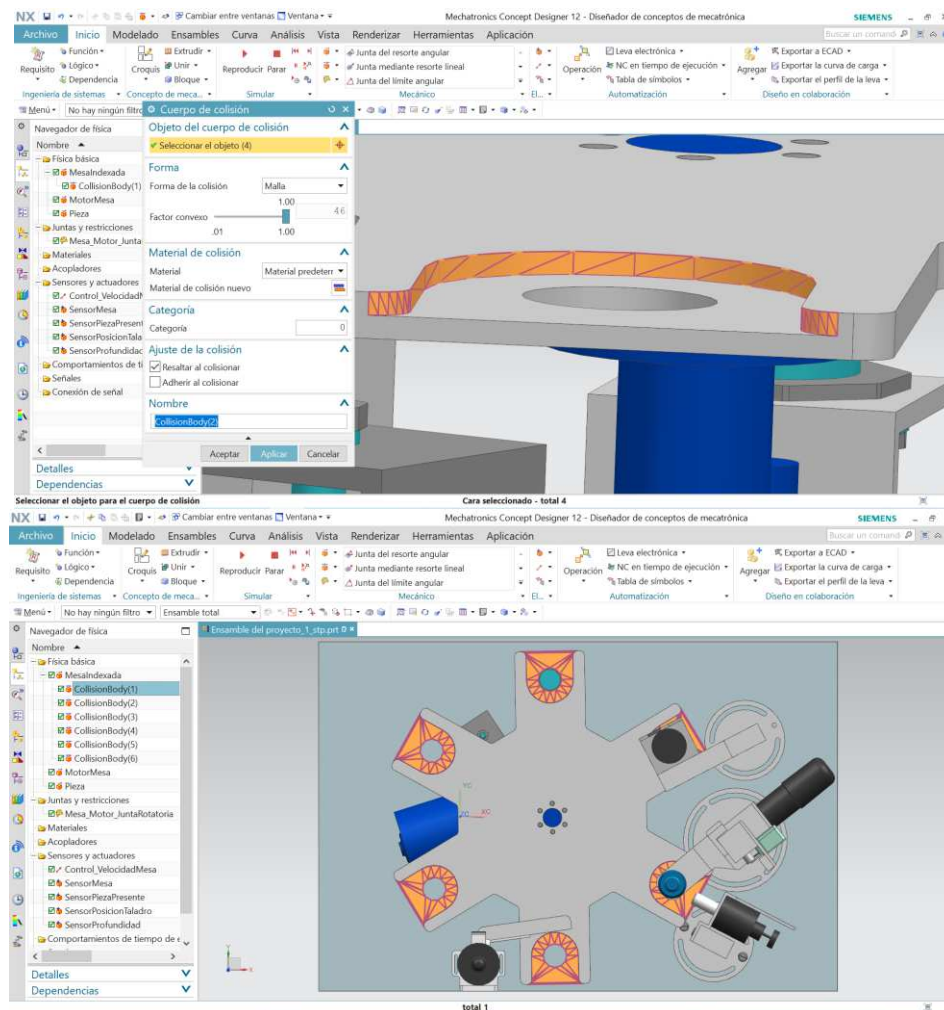 NX Cambiar entre ventanas Ventana Mechatronics Concept Designer 12 - Diseñador de conceptos de mecatrónica SIEMENS
Archivo Inicio Modelado Ensambles Curva Análisis Vista Renderizar Herramientas Aplicación Buscar un comand
Función Extruir Junta del resorte angular Leva electrónica Exportar a ECAD
Requisito Lógico Croquis Unir Reproducir Parar Junta mediante resorte lineal Operación NC en tiempo de ejecución Agregar Exportar la curva de carga
Dependencia Bloque Junta del límite angular Tabla de símbolos Exportar el perfil de la leva
Ingeniería de sistemas Concepto de meca... Simular Mecánico El... Automatización Diseño en colaboración
Menú No hay ningún filtro Cuerpo de colisión
Navegador de física Objeto del cuerpo de colisión
Nombre Seleccionar el objeto (4)
Física básica
MesaIndexada Forma
CollisionBody(1) Forma de la colisión Malla
MotorMesa 1.00
Pieza Factor convexo 46
Juntas y restricciones .01 1.00
Mesa_Motor_Junta
Materiales Material de colisión
Acopladores Material Material predeterr
Sensores y actuadores Material de colisión nuevo
Control_Velocidad
SensorMesa Categoría
SensorPiezaPresent Categoría 0
SensorPosicionTala
SensorProfundidad Ajuste de la colisión
Comportamientos de ti Resaltar al colisionar
Señales Adherir al colisionar
Conexión de señal
Nombre
CollisionBody(2)
Aceptar Aplicar Cancelar
Detalles
Dependencias
Seleccionar el objeto para el cuerpo de colisión Cara seleccionado - total 4
NX Cambiar entre ventanas Ventana Mechatronics Concept Designer 12 - Diseñador de conceptos de mecatrónica SIEMENS
Archivo Inicio Modelado Ensambles Curva Análisis Vista Renderizar Herramientas Aplicación Buscar un comand
Función Extruir Junta del resorte angular Leva electrónica Exportar a ECAD
Requisito Lógico Croquis Unir Reproducir Parar Junta mediante resorte lineal Operación NC en tiempo de ejecución Agregar Exportar la curva de carga
Dependencia Bloque Junta del límite angular Tabla de símbolos Exportar el perfil de la leva
Ingeniería de sistemas Concepto de meca... Simular Mecánico El... Automatización Diseño en colaboración
Menú No hay ningún filtro Ensamble total
Navegador de física Ensamble del proyecto_1_stp.prt
Nombre
Física básica
MesaIndexada
CollisionBody(1)
CollisionBody(2)
CollisionBody(3)
CollisionBody(4)
CollisionBody(5)
CollisionBody(6)
MotorMesa
Pieza
Juntas y restricciones
Mesa_Motor_JuntaRotatoria
Materiales
Acopladores
Sensores y actuadores
Control_VelocidadMesa
SensorMesa
SensorPiezaPresente
SensorPosicionTaladro
SensorProfundidad
Comportamientos de tiempo de e
YC
ZC XC
Detalles
Dependencias
total 1